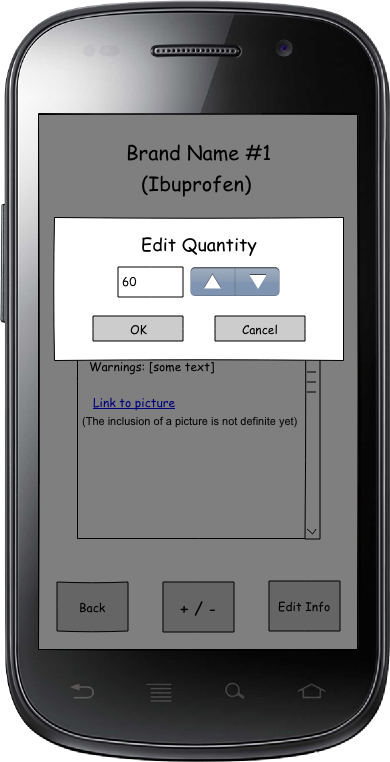 Brand Name #1
(Ibuprofen)
Edit Quantity
60
OK Cancel
Warnings: [some text]
Link to picture
(The inclusion of a picture is not definite yet)
Back + / - Edit Info